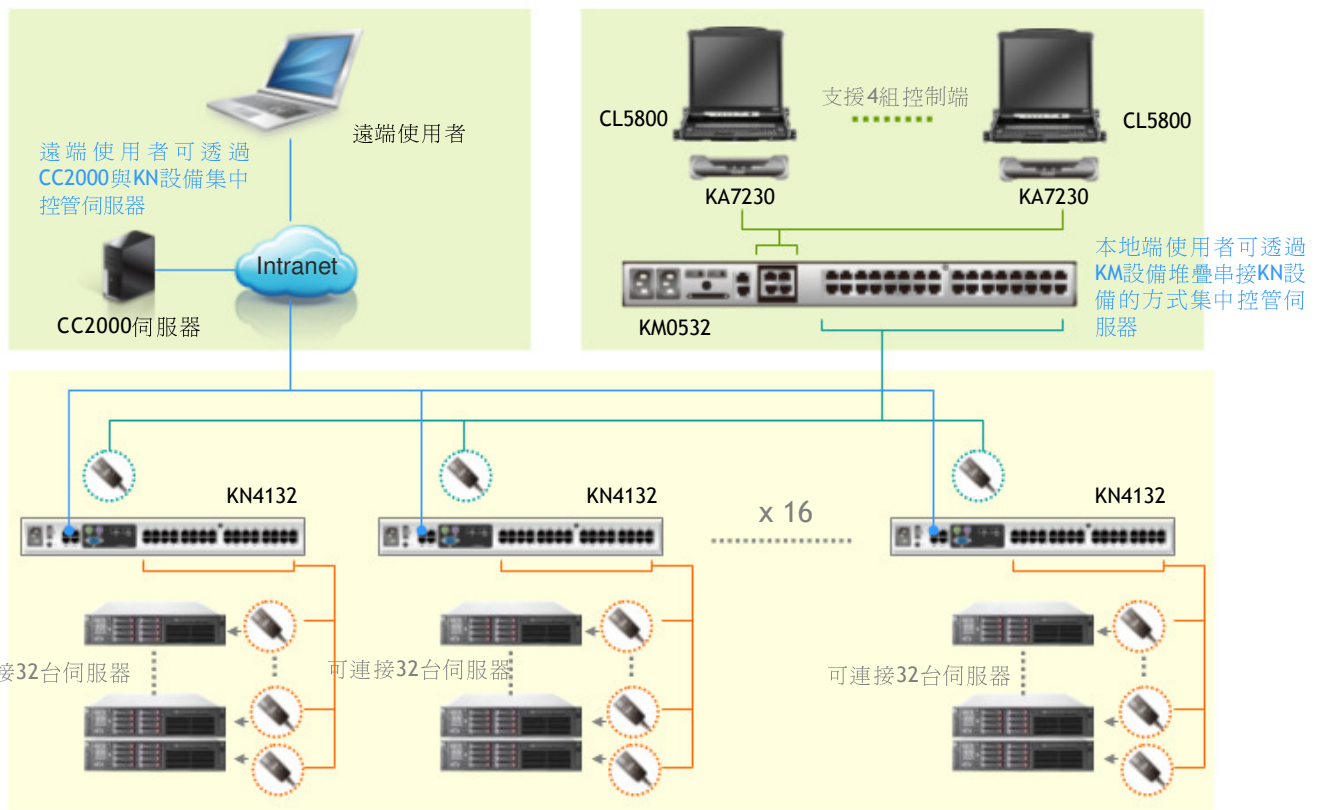 遠端使用者
遠端使用者可透過
CC2000與KN設備集中
控管伺服器
Intranet
CC2000伺服器
支援4組控制端
CL5800
CL5800
KA7230
KA7230
KM0532
本地端使用者可透過
KM設備堆疊串接KN設
備的方式集中控管伺
服器
KN4132
KN4132
x 16
KN4132
接32台伺服器
可連接32台伺服器
可連接32台伺服器